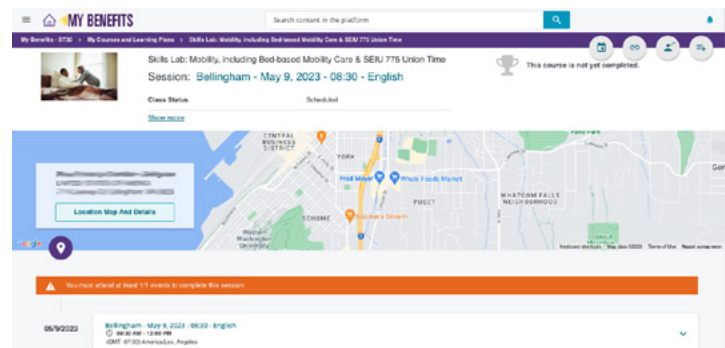 MY BENEFITS
Search content in the platform
My Benefits - BT30 > My Courses and Learning Plans > Skills Lab: Mobility, including Bed-based Mobility Care & SEIU 775 Union Time
Skills Lab: Mobility, including Bed-based Mobility Care & SEIU 775 Union Time
This course is not yet completed.
Session: Bellingham - May 9, 2023 - 08:30 - English
Class Status Scheduled
Show more
CENTRAL
BUSINESS
DISTRICT
YORK
Fred Meyer
Whole Foods Market
PUGET
WHATCOM FALLS
NEIGHBORHOOD
SEHOME
Location Map And Details
Western
Washington
University
Google
Keyboard shortcuts Map data ©2023 Terms of Use Report a map error
You must attend at least 1/1 events to complete this session
05/9/2023
Bellingham - May 9, 2023 - 08:30 - English
08:30 AM - 12:00 PM
(GMT -07:00) America/Los_Angeles